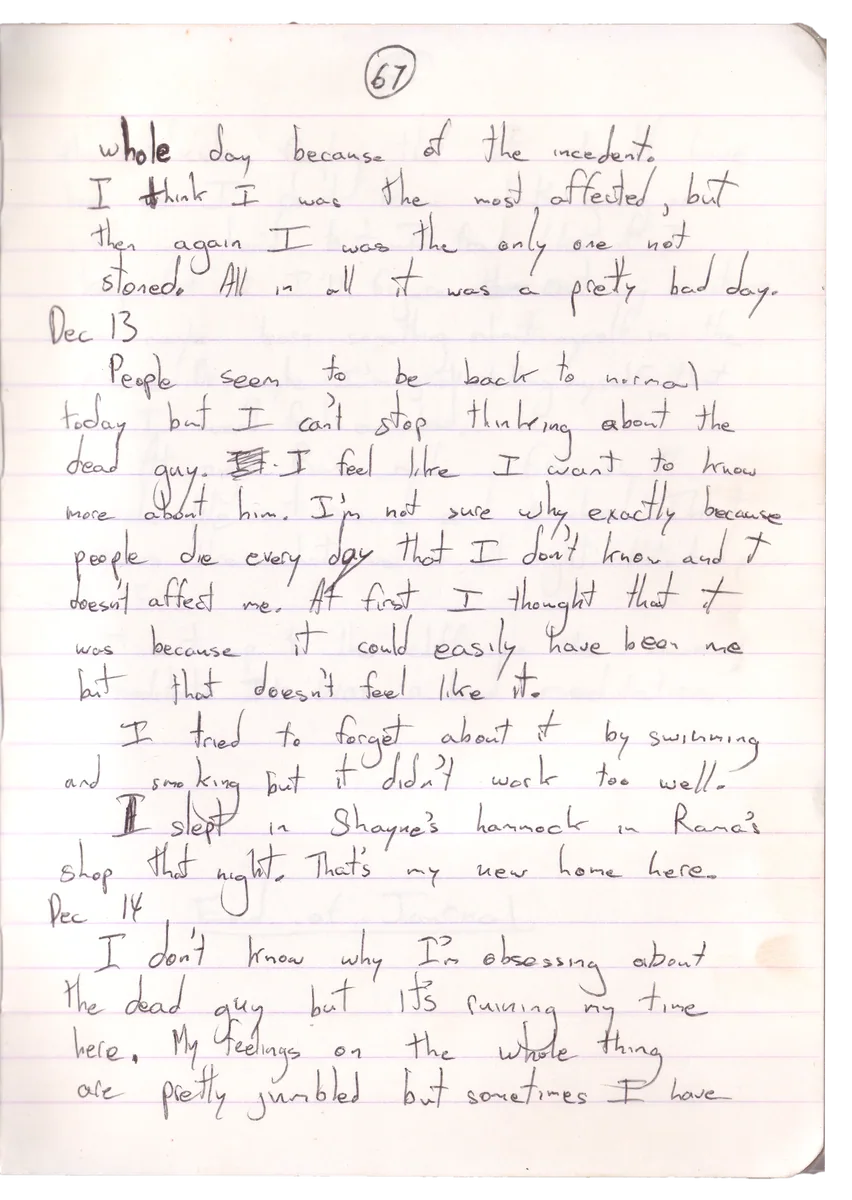 67
whole day because of the incedent.
I think I was the most affected, but
then again I was the only one not
stoned. All in all it was a pretty bad day.
Dec 13
People seem to be back to normal
today but I can't stop thinking about the
dead guy. I feel like I want to know
more about him. I'm not sure why exactly because
people die every day that I don't know and it
doesn't affect me. At first I thought that it
was because it could easily have been me
but that doesn't feel like it.
I tried to forget about it by swimming
and smoking but it didn't work too well.
I slept in Shayne's hammock in Rama's
shop that night. That's my new home here.
Dec 14
I don't know why I'm obsessing about
the dead guy but it's ruining my time
here. My feelings on the whole thing
are pretty jumbled but sometimes I have